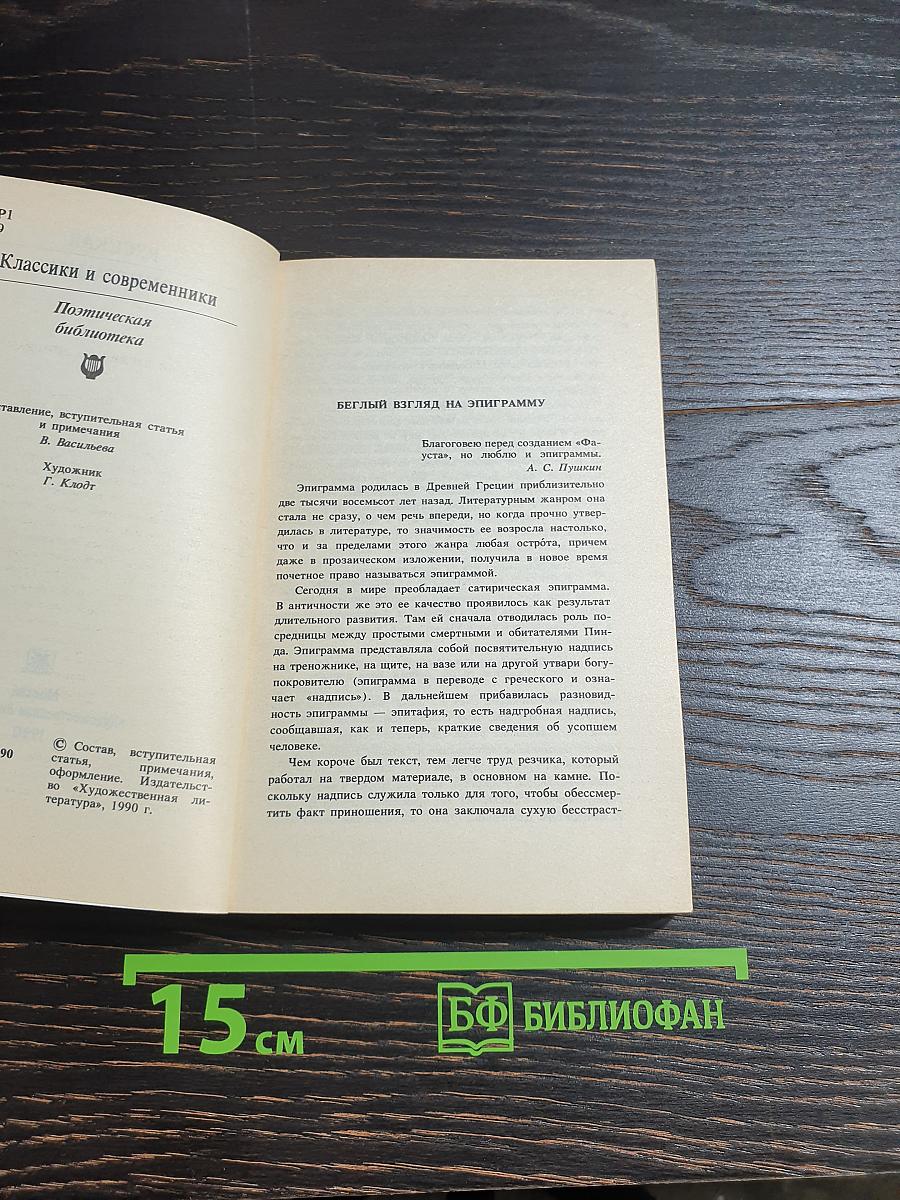 Р1
9
Классики и современники
Поэтическая
библиотека
ставление, вступительная статья
и примечания
В. Васильева
Художник
Г. Клодт
90
© Состав, вступительная
статья, примечания,
оформление. Издательст-
во «Художественная ли-
тература», 1990 г.
БЕГЛЫЙ ВЗГЛЯД НА ЭПИГРАММУ
Благоговею перед созданием «Фа-
уста», но люблю и эпиграммы.
А. С. Пушкин
Эпиграмма родилась в Древней Греции приблизительно
две тысячи восемьсот лет назад. Литературным жанром она
стала не сразу, о чем речь впереди, но когда прочно утвер-
дилась в литературе, то значимость ее возросла настолько,
что и за пределами этого жанра любая остро́та, причем
даже в прозаическом изложении, получила в новое время
почетное право называться эпиграммой.
Сегодня в мире преобладает сатирическая эпиграмма.
В античности же это ее качество проявилось как результат
длительного развития. Там ей сначала отводилась роль по-
средницы между простыми смертными и обитателями Пин-
да. Эпиграмма представляла собой посвятительную надпись
на треножнике, на щите, на вазе или на другой утвари богу-
покровителю (эпиграмма в переводе с греческого и озна-
чает «надпись»). В дальнейшем прибавилась разновид-
ность эпиграммы — эпитафия, то есть надгробная надпись,
сообщавшая, как и теперь, краткие сведения об усопшем
человеке.
Чем короче был текст, тем легче труд резчика, который
работал на твердом материале, в основном на камне. По-
скольку надпись служила только для того, чтобы обессмер-
тить факт приношения, то она заключала сухую бесстраст-
15 см
БФ БИБЛИОФАН